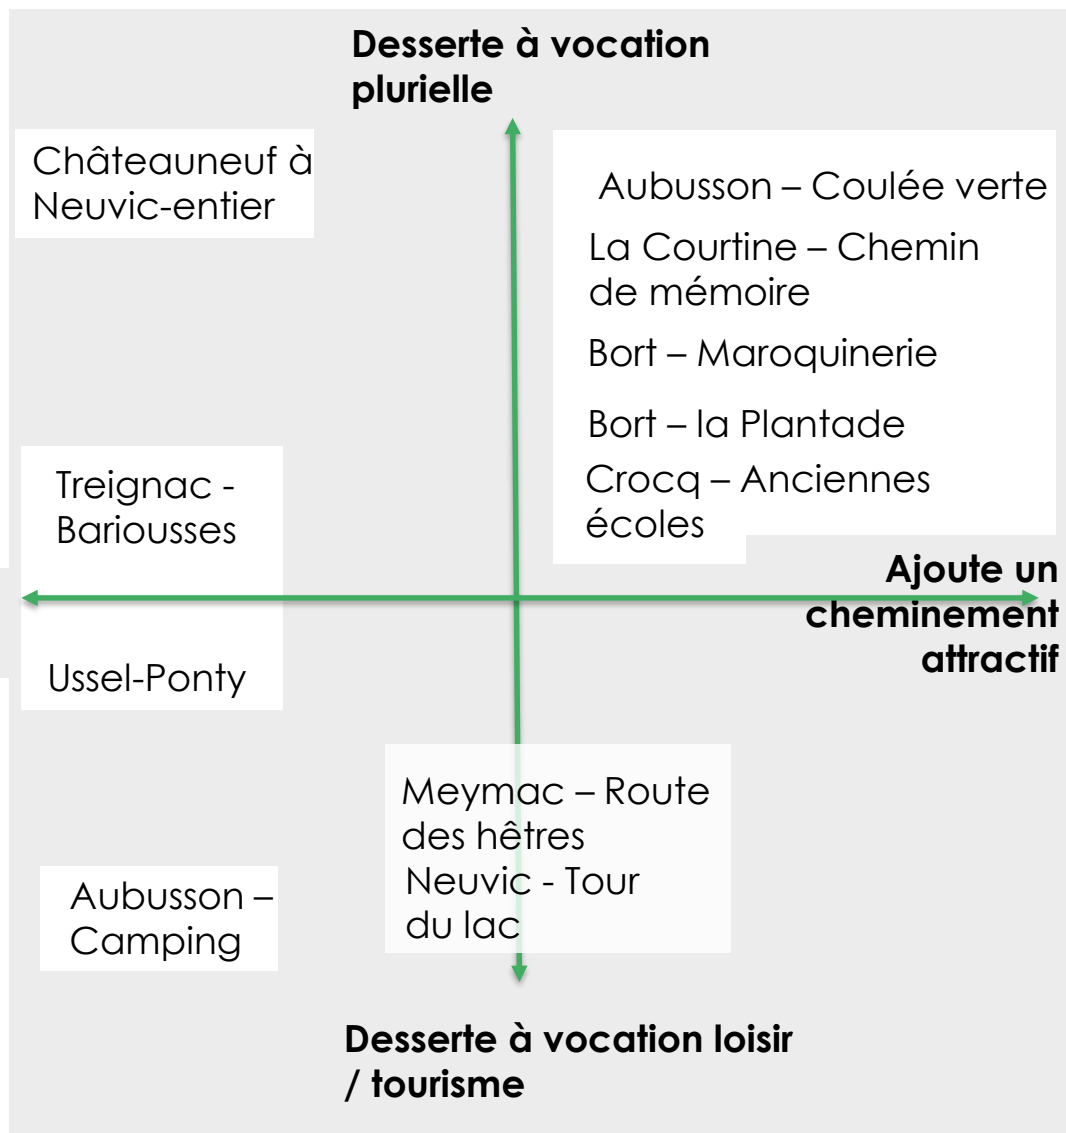 Desserte à vocation
plurielle
Châteauneuf à
Neuvic-entier
Aubusson – Coulée verte
La Courtine – Chemin
de mémoire
Bort – Maroquinerie
Bort – la Plantade
Crocq – Anciennes
écoles
Treignac -
Bariousses
Ajoute un
cheminement
attractif
Ussel-Ponty
Meymac – Route
des hêtres
Neuvic - Tour
du lac
Aubusson –
Camping
Desserte à vocation loisir
/ tourisme